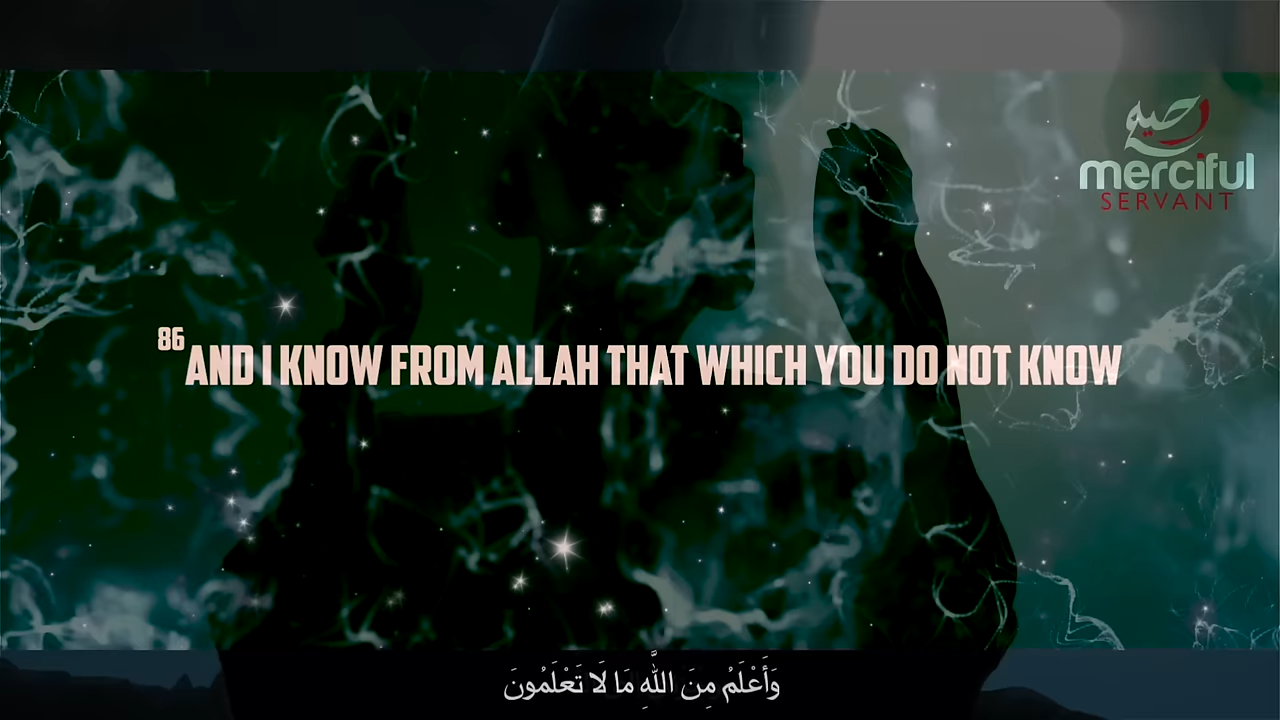 رحيم
merciful
SERVANT
86 AND I KNOW FROM ALLAH THAT WHICH YOU DO NOT KNOW
وَأَعْلَمُ مِنَ اللَّهِ مَا لَا تَعْلَمُونَ